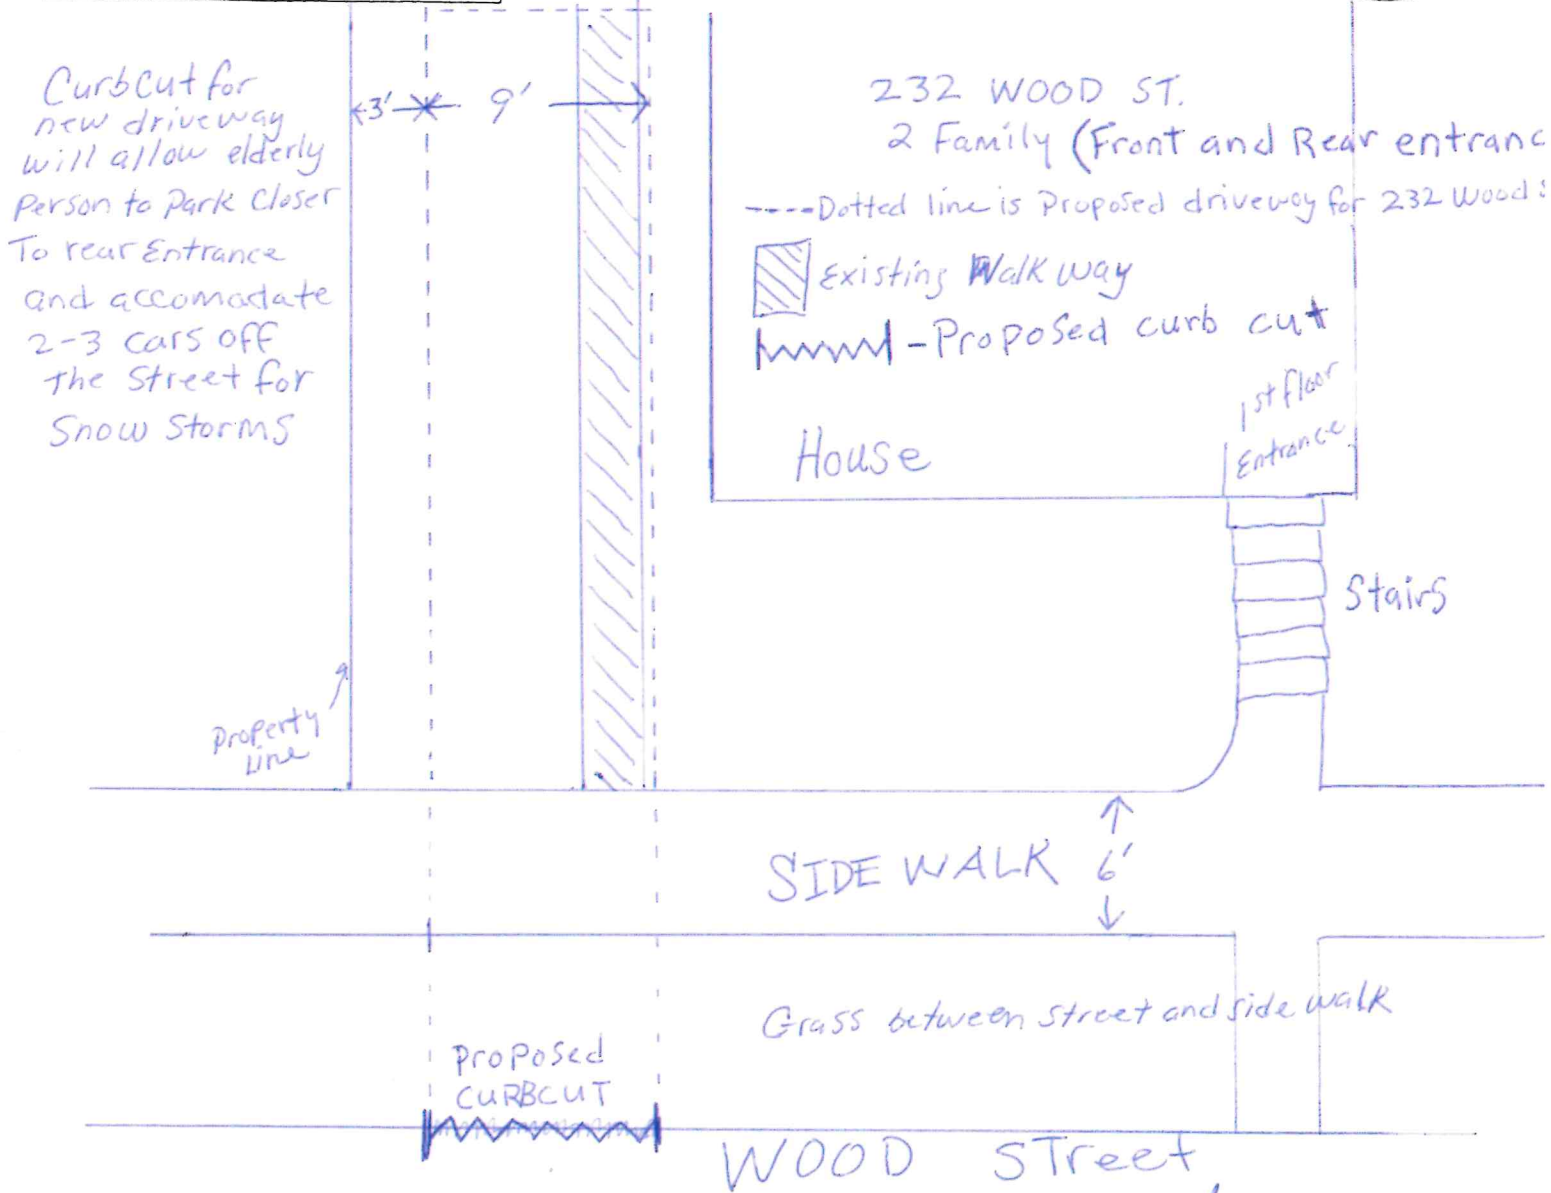 Curbcut for
new driveway
will allow elderly
Person to Park Closer
To rear Entrance
and accomodate
2-3 cars off
The Street for
Snow Storms
3'
9'
232 WOOD ST.
2 Family (Front and Rear entranc
----Dotted line is Proposed driveway for 232 Wood S
Existing Walkway
-Proposed curb cut
1st floor
Entrance
House
Stairs
Property
Line
SIDE WALK 6'
Grass between street and side walk
Proposed
CURBCUT
WOOD STreet